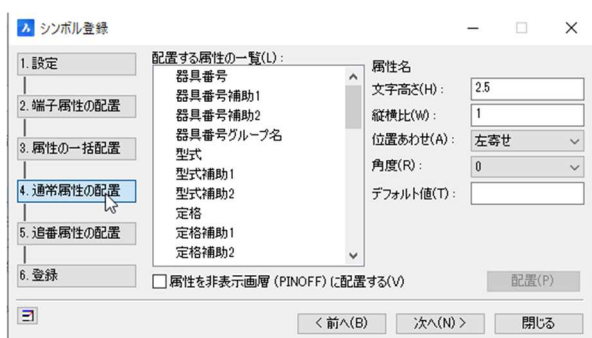 シンボル登録
1. 設定
2. 端子属性の配置
3. 属性の一括配置
4. 通常属性の配置
5. 追番属性の配置
6. 登録
配置する属性の一覧(L) :
器具番号
器具番号補助1
器具番号補助2
器具番号グループ名
型式
型式補助1
型式補助2
定格
定格補助1
定格補助2
属性を非表示画層 (PINOFF) に配置する(V)
属性名
文字高さ(H) : 2.5
縦横比(W) : 1
位置あわせ(A) : 左寄せ
角度(R) : 0
デフォルト値(T) :
配置(P)
< 前へ(B) 次へ(N) > 閉じる